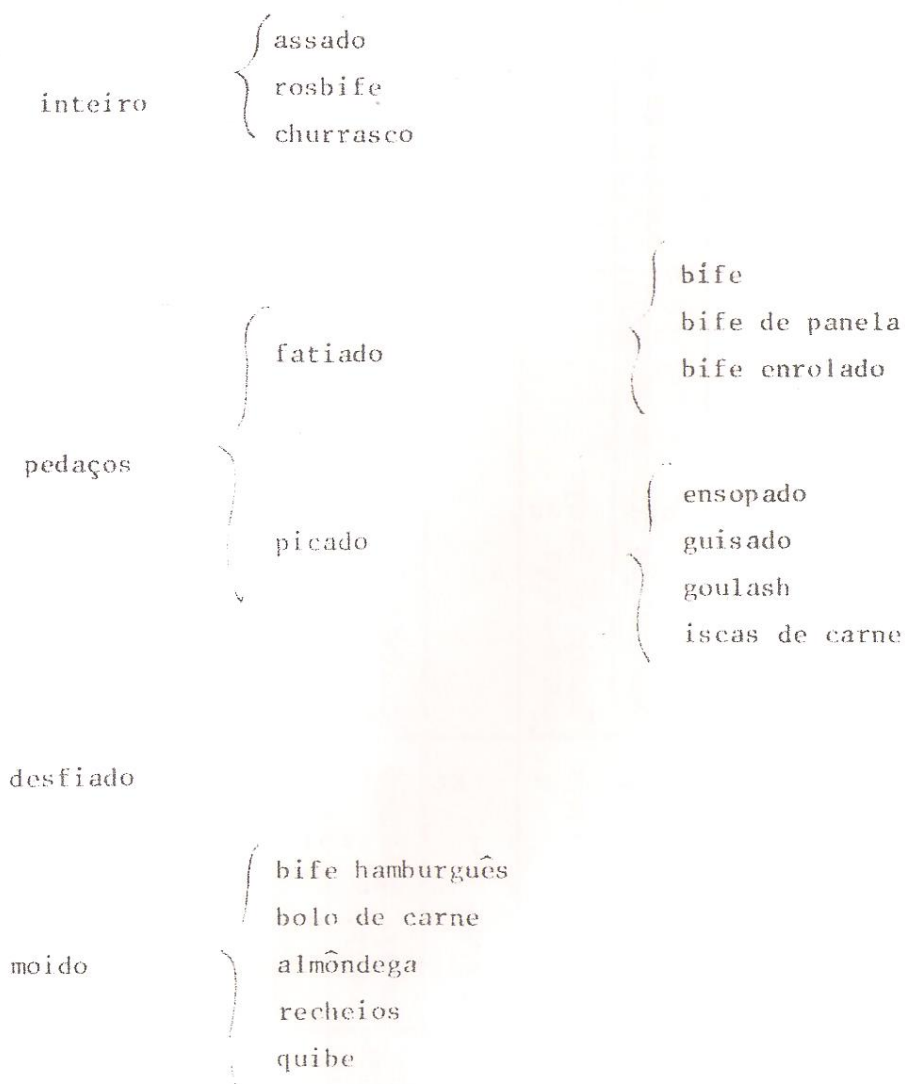 assado
rosbife
inteiro
churrasco
bife
bife de panela
fatiado
bife enrolado
pedaços
ensopado
picado
guisado
goulash
iscas de carne
desfiado
bife hamburguês
bolo de carne
moido
almôndega
recheios
quibe